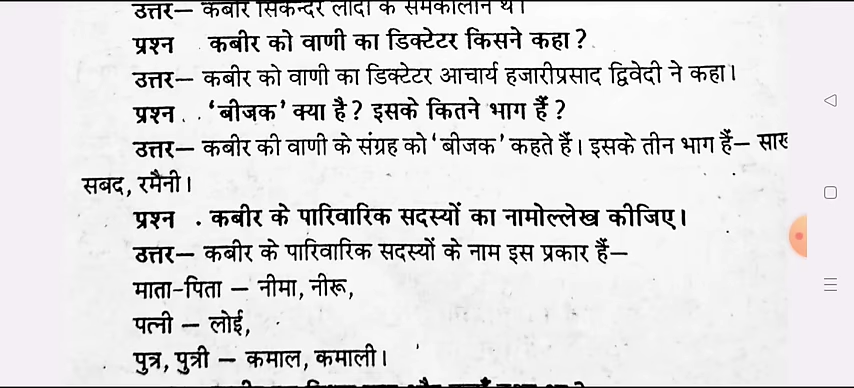 उत्तर— कबीर सिकन्दर लोदी के समकालीन थे।
प्रश्न कबीर को वाणी का डिक्टेटर किसने कहा?
उत्तर— कबीर को वाणी का डिक्टेटर आचार्य हजारीप्रसाद द्विवेदी ने कहा।
प्रश्न . . 'बीजक' क्या है? इसके कितने भाग हैं?
उत्तर— कबीर की वाणी के संग्रह को 'बीजक' कहते हैं। इसके तीन भाग हैं— साख
सबद, रमैनी।
प्रश्न . कबीर के पारिवारिक सदस्यों का नामोल्लेख कीजिए।
उत्तर— कबीर के पारिवारिक सदस्यों के नाम इस प्रकार हैं—
माता-पिता — नीमा, नीरू,
पत्नी — लोई,
पुत्र, पुत्री — कमाल, कमाली।